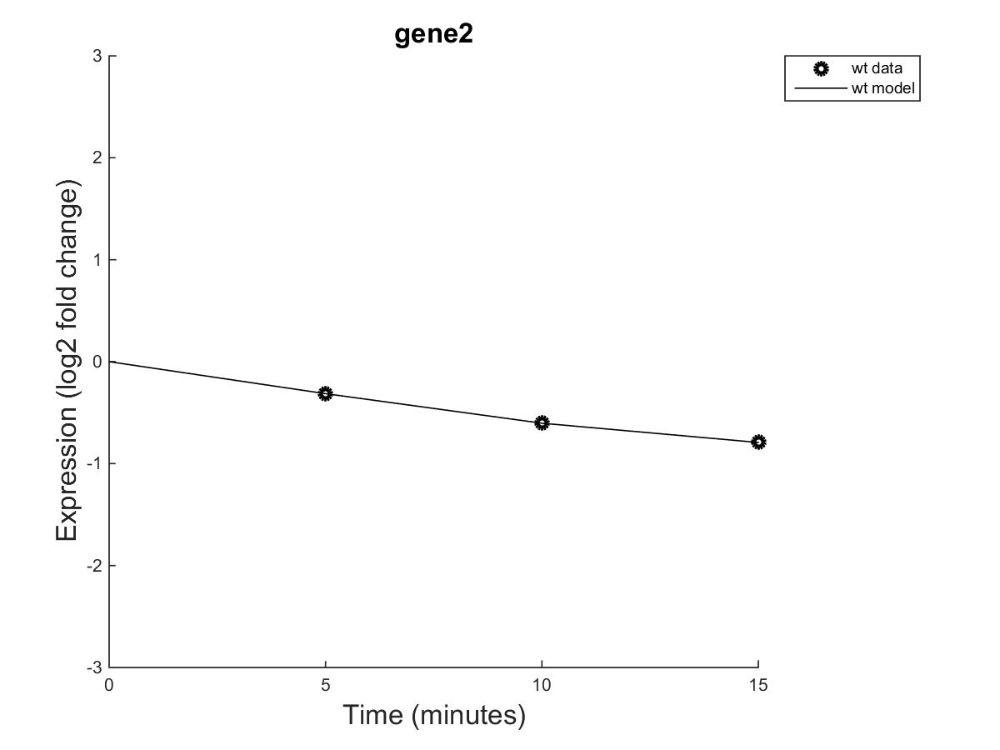 gene2
wt data
wt model
Expression (log2 fold change)
3
2
1
0
-1
-2
-3
0 5 10 15
Time (minutes)